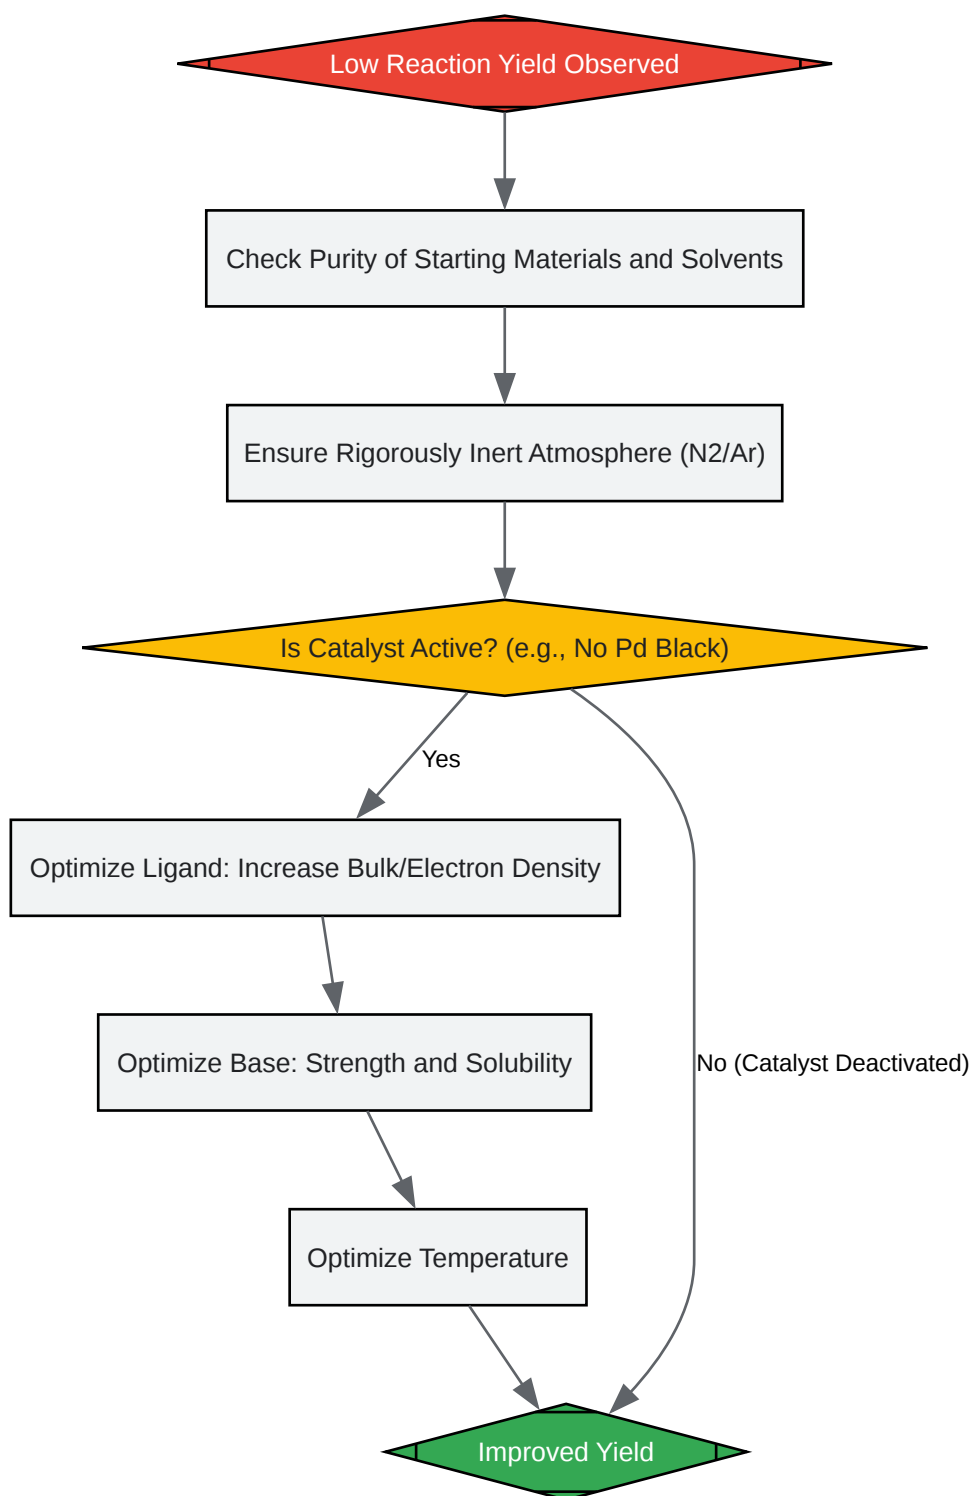 Low Reaction Yield Observed
Check Purity of Starting Materials and Solvents
Ensure Rigorously Inert Atmosphere (N2/Ar)
Is Catalyst Active? (e.g., No Pd Black)
Yes
Optimize Ligand: Increase Bulk/Electron Density
Optimize Base: Strength and Solubility
No (Catalyst Deactivated)
Optimize Temperature
Improved Yield